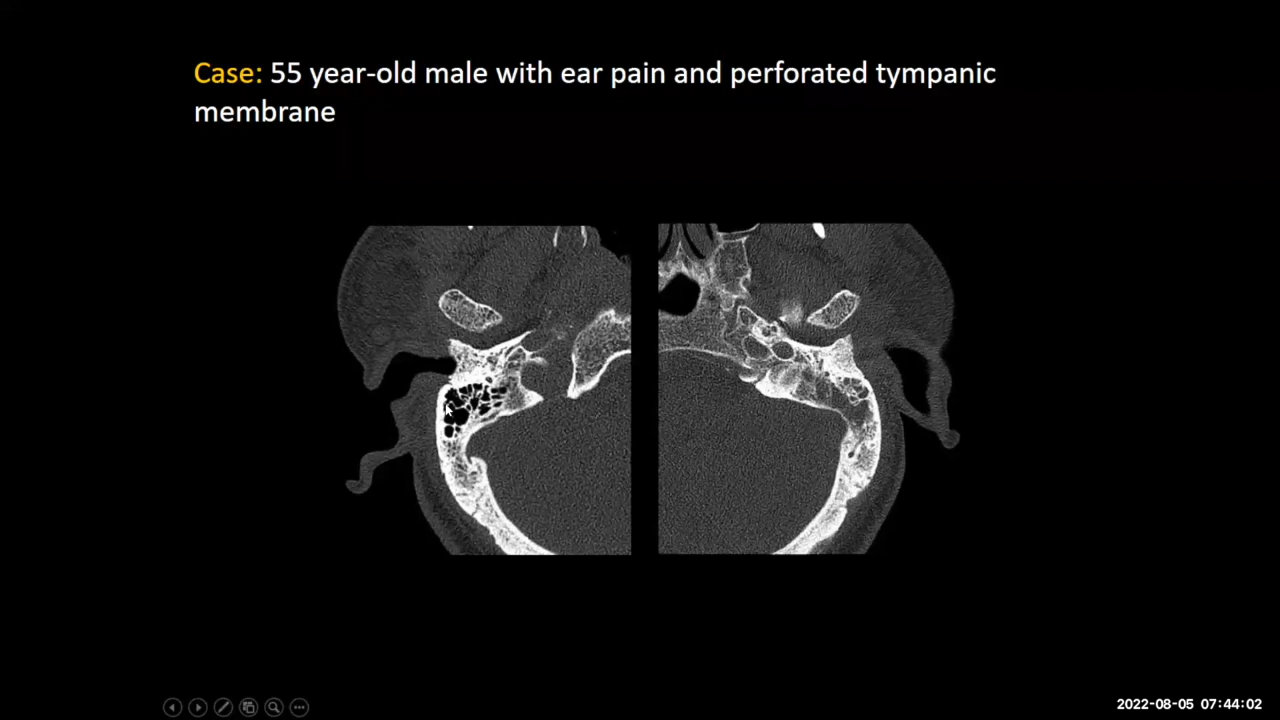 Case: 55 year-old male with ear pain and perforated tympanic
membrane
2022-08-05 07:44:02